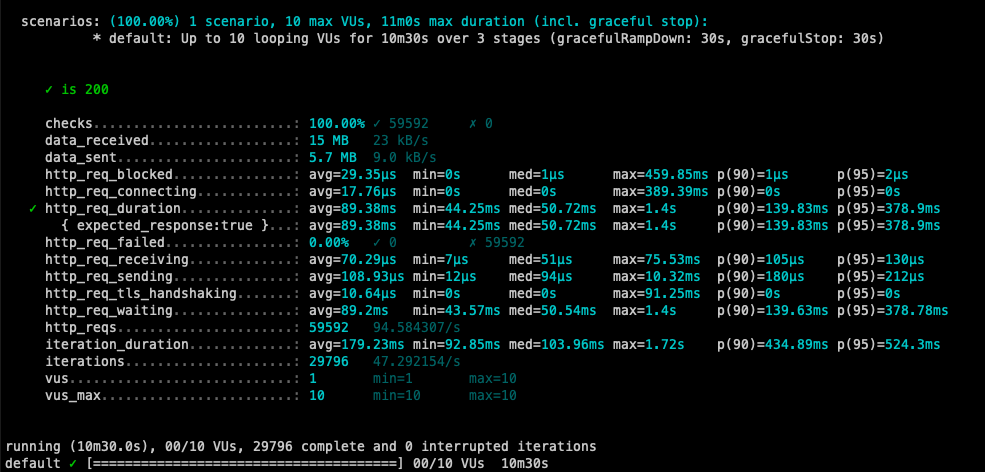 scenarios: (100.00%) 1 scenario, 10 max VUs, 11m0s max duration (incl. graceful stop):
* default: Up to 10 looping VUs for 10m30s over 3 stages (gracefulRampDown: 30s, gracefulStop: 30s)
✓ is 200
checks.........................: 100.00% ✓ 59592 ✗ 0
data_received..................: 15 MB 23 kB/s
data_sent......................: 5.7 MB 9.0 kB/s
http_req_blocked...............: avg=29.35µs min=0s med=1µs max=459.85ms p(90)=1µs p(95)=2µs
http_req_connecting............: avg=17.76µs min=0s med=0s max=389.39ms p(90)=0s p(95)=0s
✓ http_req_duration..............: avg=89.38ms min=44.25ms med=50.72ms max=1.4s p(90)=139.83ms p(95)=378.9ms
{ expected_response:true }...: avg=89.38ms min=44.25ms med=50.72ms max=1.4s p(90)=139.83ms p(95)=378.9ms
http_req_failed................: 0.00% ✓ 0 ✗ 59592
http_req_receiving.............: avg=70.29µs min=7µs med=51µs max=75.53ms p(90)=105µs p(95)=130µs
http_req_sending...............: avg=108.93µs min=12µs med=94µs max=10.32ms p(90)=180µs p(95)=212µs
http_req_tls_handshaking.......: avg=10.64µs min=0s med=0s max=91.25ms p(90)=0s p(95)=0s
http_req_waiting...............: avg=89.2ms min=43.57ms med=50.54ms max=1.4s p(90)=139.63ms p(95)=378.78ms
http_reqs......................: 59592 94.584307/s
iteration_duration.............: avg=179.23ms min=92.85ms med=103.96ms max=1.72s p(90)=434.89ms p(95)=524.3ms
iterations.....................: 29796 47.292154/s
vus............................: 1 min=1 max=10
vus_max........................: 10 min=10 max=10
running (10m30.0s), 00/10 VUs, 29796 complete and 0 interrupted iterations
default ✓ [======================================] 00/10 VUs 10m30s